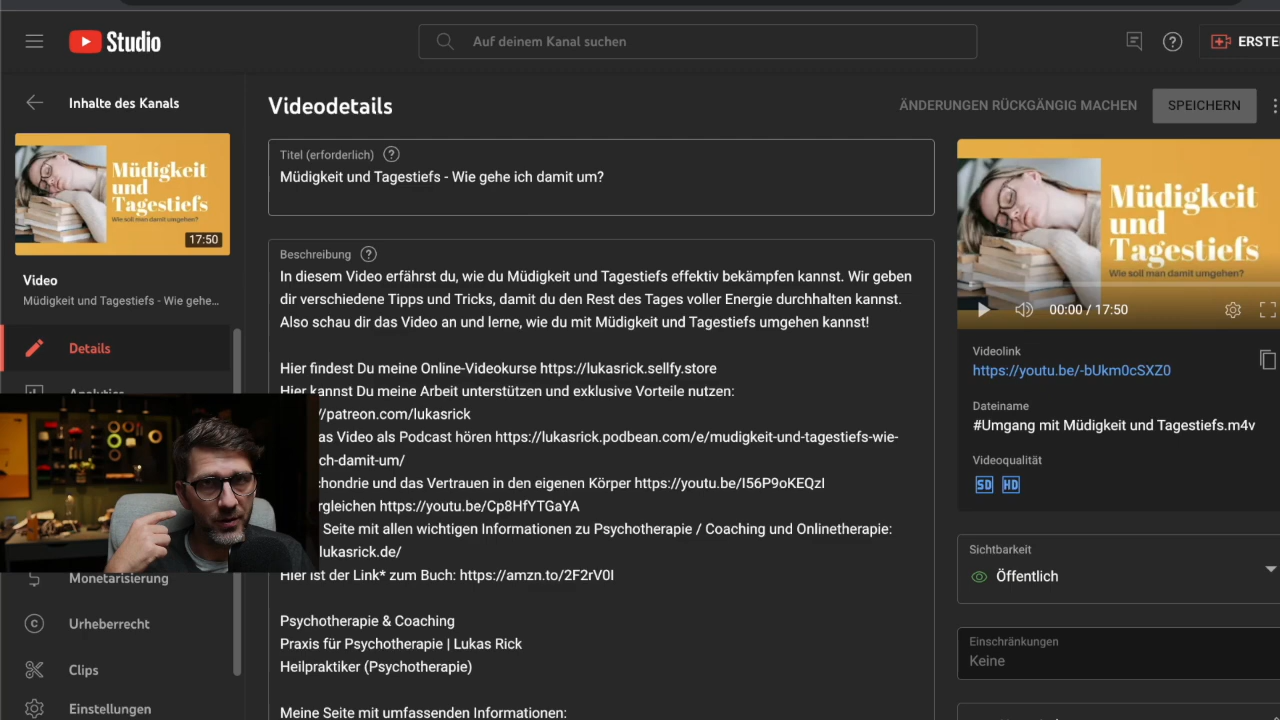 Studio
Auf deinem Kanal suchen
ERSTE
Inhalte des Kanals
Müdigkeit
und
Tagestiefs
Wie soll man damit umgehen?
17:50
Video
Müdigkeit und Tagestiefs - Wie gehe...
Details
Analytics
Monetarisierung
Urheberrecht
Clips
Einstellungen
Videodetails
ÄNDERUNGEN RÜCKGÄNGIG MACHEN
SPEICHERN
Titel (erforderlich)
Müdigkeit und Tagestiefs - Wie gehe ich damit um?
Beschreibung
In diesem Video erfährst du, wie du Müdigkeit und Tagestiefs effektiv bekämpfen kannst. Wir geben
dir verschiedene Tipps und Tricks, damit du den Rest des Tages voller Energie durchhalten kannst.
Also schau dir das Video an und lerne, wie du mit Müdigkeit und Tagestiefs umgehen kannst!
Hier findest Du meine Online-Videokurse https://lukasrick.sellfy.store
Hier kannst Du meine Arbeit unterstützen und exklusive Vorteile nutzen:
//patreon.com/lukasrick
as Video als Podcast hören https://lukasrick.podbean.com/e/mudigkeit-und-tagestiefs-wie-
ch-damit-um/
chondrie und das Vertrauen in den eigenen Körper https://youtu.be/I56P9oKEQzI
rgleichen https://youtu.be/Cp8HfYTGaYA
Seite mit allen wichtigen Informationen zu Psychotherapie / Coaching und Onlinetherapie:
lukasrick.de/
Hier ist der Link* zum Buch: https://amzn.to/2F2rV0I
Psychotherapie & Coaching
Praxis für Psychotherapie | Lukas Rick
Heilpraktiker (Psychotherapie)
Meine Seite mit umfassenden Informationen:
Müdigkeit
und
Tagestiefs
Wie soll man damit umgehen?
00:00 / 17:50
Videolink
https://youtu.be/-bUkm0cSXZ0
Dateiname
#Umgang mit Müdigkeit und Tagestiefs.m4v
Videoqualität
SD HD
Sichtbarkeit
Öffentlich
Einschränkungen
Keine